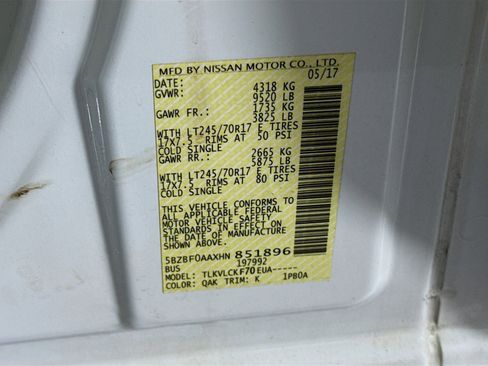 MFD BY NISSAN MOTOR CO., LTD.
DATE: 05/17
GVWR: 4318 KG
9520 LB
GAWR FR.: 1735 KG
3825 LB
WITH LT245/70R17 E TIRES
17X7.5 RIMS AT 50 PSI
COLD SINGLE
GAWR RR.: 2665 KG
5875 LB
WITH LT245/70R17 E TIRES
17X7.5 RIMS AT 80 PSI
COLD SINGLE
THIS VEHICLE CONFORMS TO
ALL APPLICABLE FEDERAL
MOTOR VEHICLE SAFETY
STANDARDS IN EFFECT ON
THE DATE OF MANUFACTURE
SHOWN ABOVE.
5BZBF0AAXHN 851896
BUS 197992
MODEL: TLKVLCKF70EUA-----
COLOR: QAK TRIM: K 1P80A